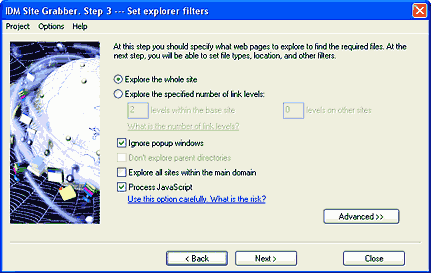 IDM Site Grabber. Step 3 --- Set explorer filters
Project Options Help
At this step you should specify what web pages to explore to find the required files. At the
next step, you will be able to set file types, location, and other filters.
Explore the whole site
Explore the specified number of link levels:
2 levels within the base site 0 levels on other sites
What is the number of link levels?
Ignore popup windows
Don't explore parent directories
Explore all sites within the main domain
Process JavaScript
Use this option carefully. What is the risk?
Advanced >>
< Back Next > Close